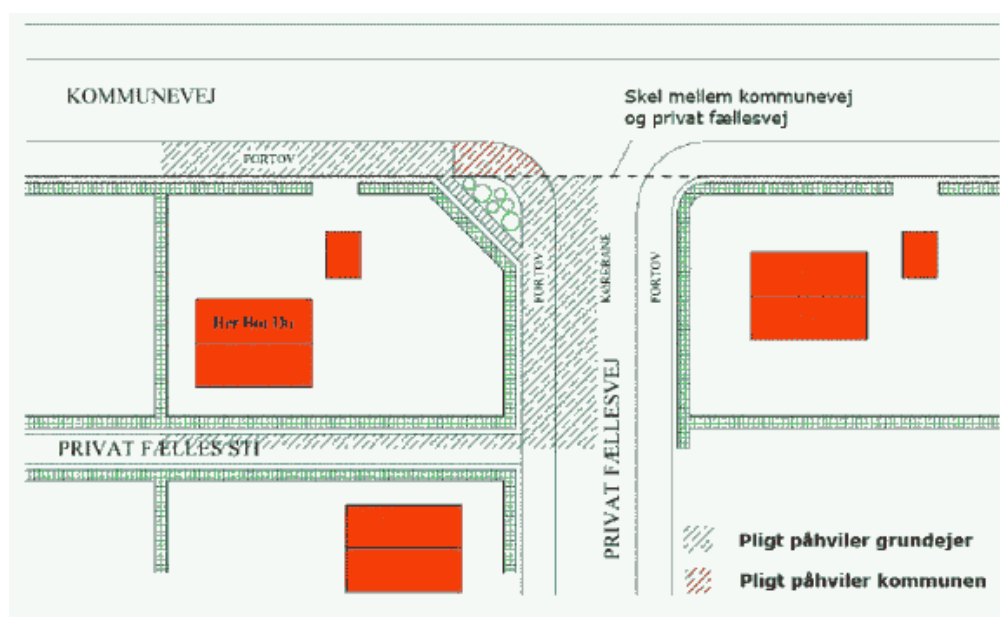 KOMMUNEVEJ
Skel mellem kommunevej
og privat fællesvej
FORTOV
FORTOV
KØREBANE
FORTOV
Her Bor Du
PRIVAT FÆLLESVEJ
PRIVAT FÆLLES STI
Pligt påhviler grundejer
Pligt påhviler kommunen